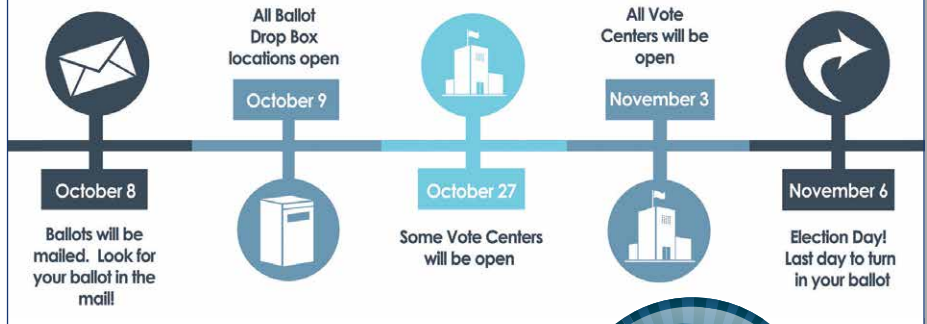 October 8
Ballots will be
mailed.  Look for
your ballot in the
mail!
All Ballot
Drop Box
locations open
October 9
October 27
Some Vote Centers
will be open
All Vote
Centers will be
open
November 3
November 6
Election Day!
Last day to turn
in your ballot